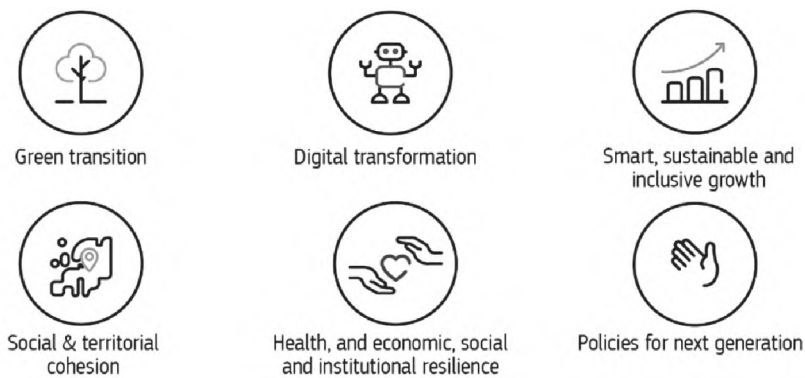 Green transition
Digital transformation
Smart, sustainable and
inclusive growth
Social & territorial
cohesion
Health, and economic, social
and institutional resilience
Policies for next generation